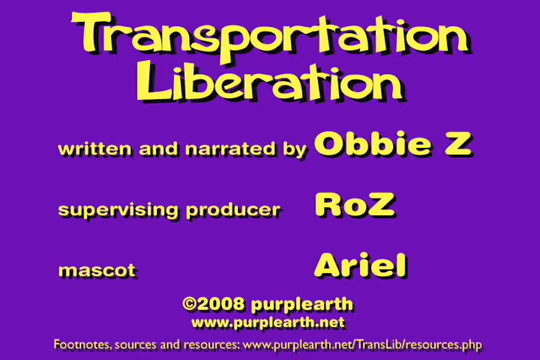 Transportation
Liberation
written and narrated by Obbie Z
supervising producer RoZ
mascot Ariel
©2008 purplearth
www.purplearth.net
Footnotes, sources and resources: www.purplearth.net/TransLib/resources.php